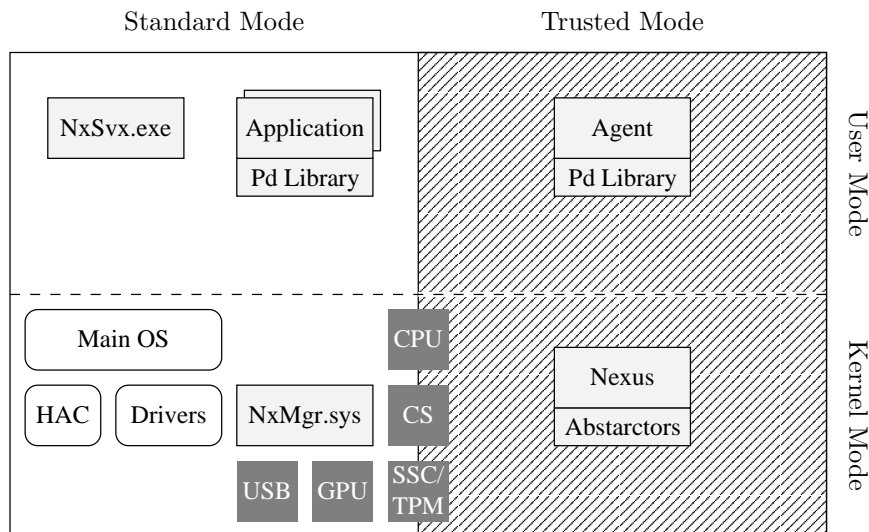 Standard Mode
Trusted Mode
NxSvx.exe
Application
Pd Library
Agent
Pd Library
User Mode
Main OS
CPU
HAC
Drivers
NxMgr.sys
CS
Nexus
Abstarctors
USB
GPU
SSC/
TPM
Kernel Mode